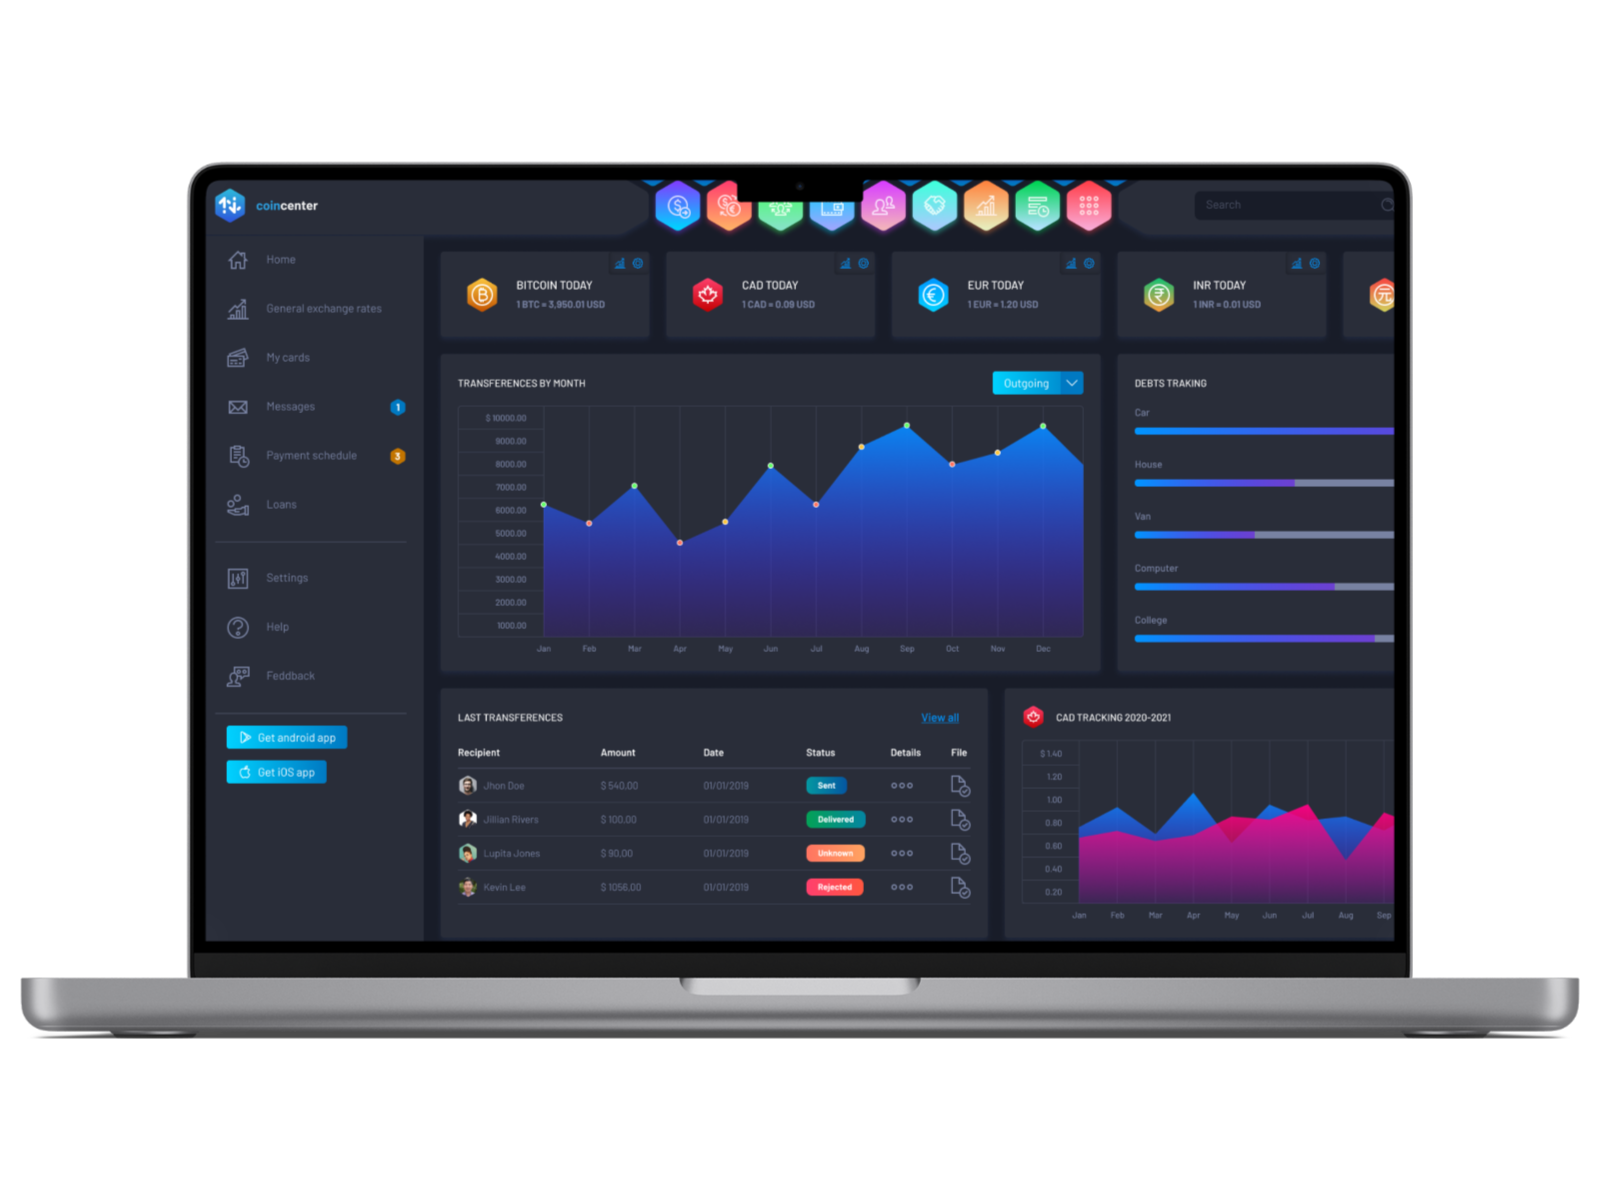 coincenter
Search
Home
General exchange rates
My cards
Messages
1
Payment schedule
3
Loans
Settings
Help
Feddback
Get android app
Get iOS app
BITCOIN TODAY
1 BTC = 3,950.01 USD
CAD TODAY
1 CAD = 0.09 USD
EUR TODAY
1 EUR = 1.20 USD
INR TODAY
1 INR = 0.01 USD
TRANSFERENCES BY MONTH
Outgoing
$ 10000.00
9000.00
8000.00
7000.00
6000.00
5000.00
4000.00
3000.00
2000.00
1000.00
Jan Feb Mar Apr May Jun Jul Aug Sep Oct Nov Dec
DEBTS TRAKING
Car
House
Van
Computer
College
LAST TRANSFERENCES
View all
Recipient Amount Date Status Details File
Jhon Doe $ 540.00 01/01/2019 Sent
Jillian Rivers $ 100.00 01/01/2019 Delivered
Lupita Jones $ 90.00 01/01/2019 Unknown
Kevin Lee $ 1056.00 01/01/2019 Rejected
CAD TRACKING 2020-2021
$ 1.40
1.20
1.00
0.80
0.60
0.40
0.20
Jan Feb Mar Apr May Jun Jul Aug Sep